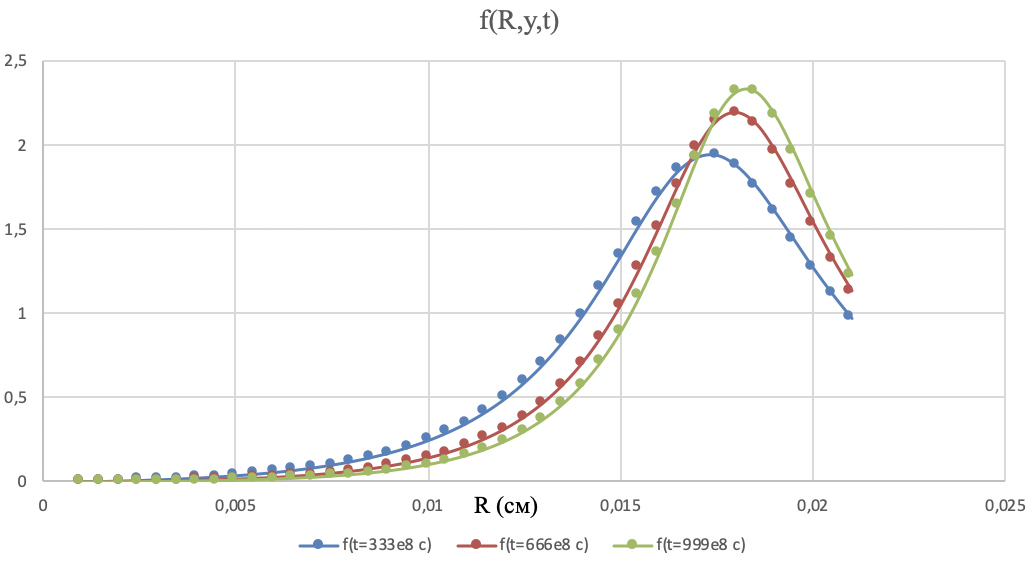 f(R,y,t)
2,5
2
1,5
1
0,5
0
0 0,005 0,01 0,015 0,02 0,025
R (см)
f(t=333e8 c) f(t=666e8 c) f(t=999e8 c)